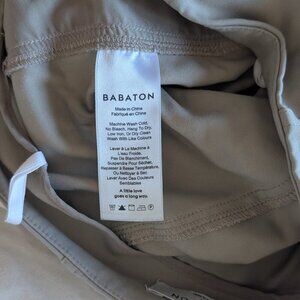 BABATON
Made in China
Fabriqué en Chine
Machine Wash Cold,
No Bleach, Hang To Dry,
Low Iron, Or Dry Clean
Wash With Like Colours
Laver à La Machine à
L'eau Froide,
Pas De Blanchiment,
Suspendre Pour Sécher,
Repasser à Basse Température,
Ou Nettoyer à Sec.
Laver Avec Des Couleurs
Semblables
A little love
goes a long way.